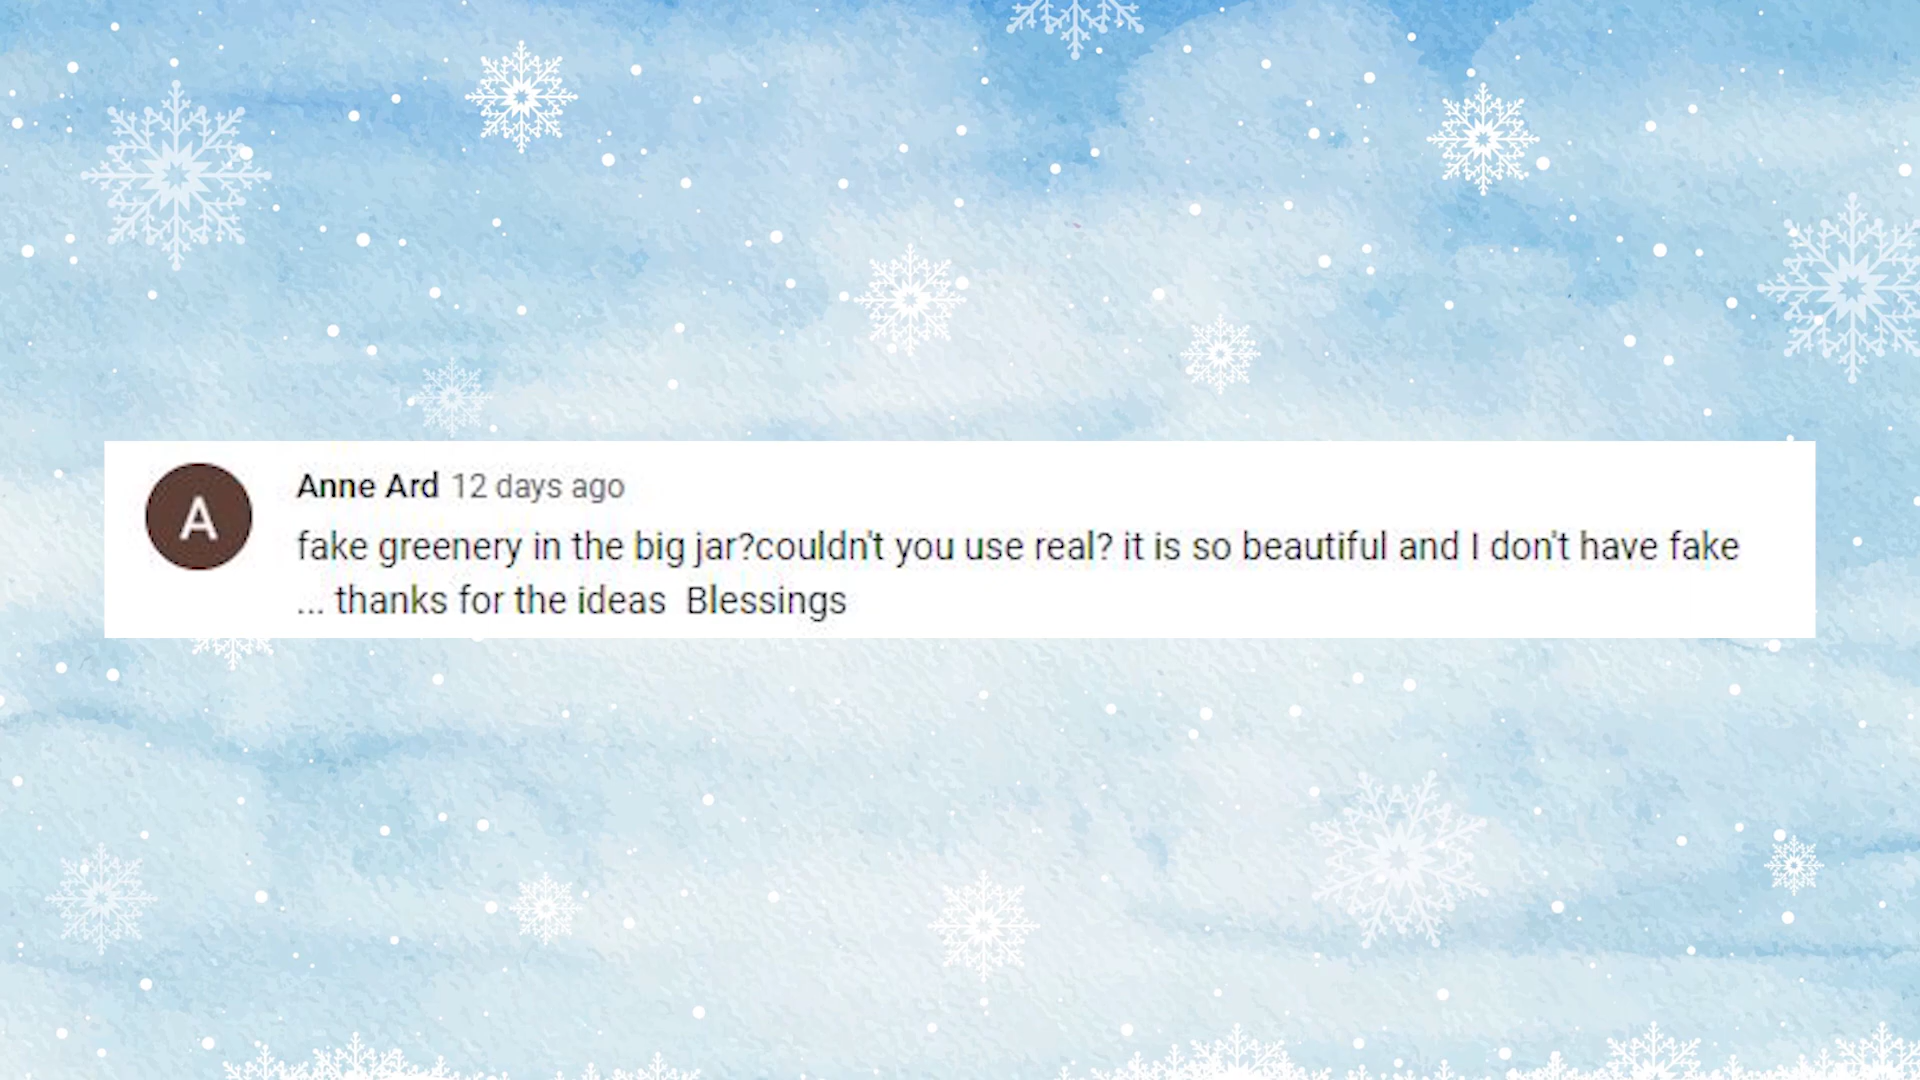 A
Anne Ard 12 days ago
fake greenery in the big jar?couldn't you use real? it is so beautiful and I don't have fake
... thanks for the ideas  Blessings